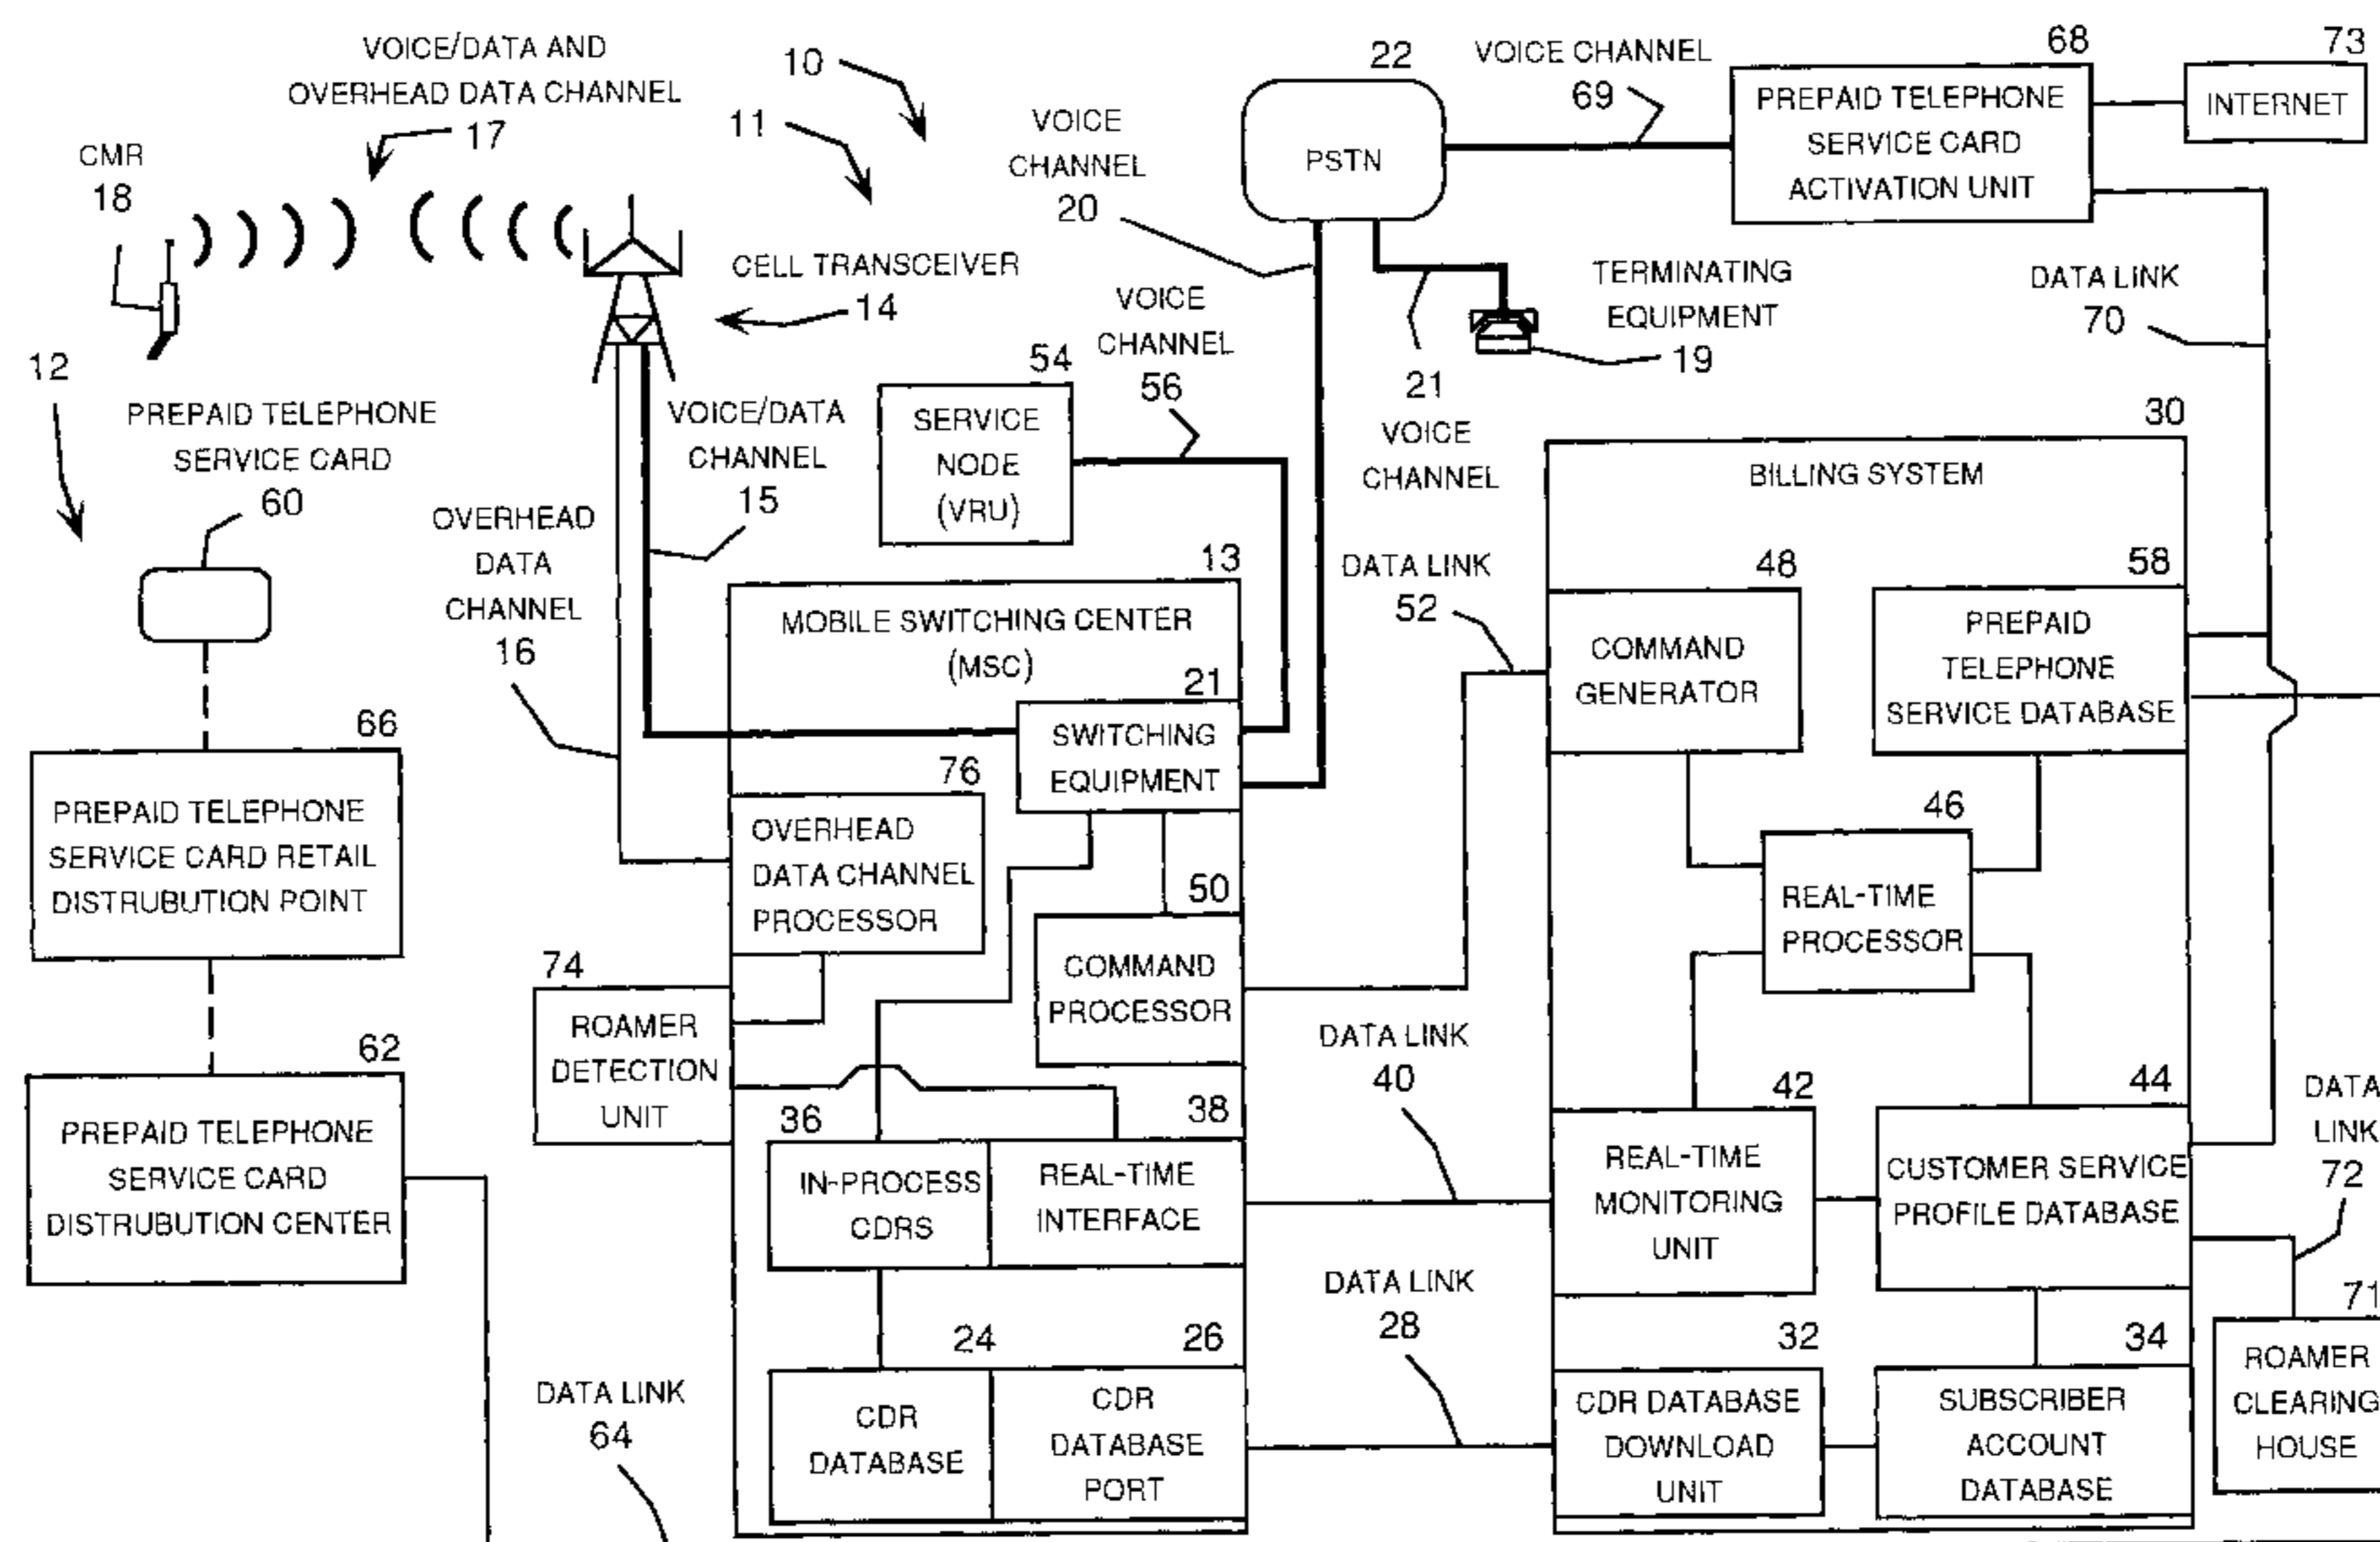 VOICE/DATA AND
OVERHEAD DATA CHANNEL
17
CMR
18
10
11
CELL TRANSCEIVER
14
VOICE
CHANNEL
20
22
PSTN
VOICE CHANNEL
69
68
PREPAID TELEPHONE
SERVICE CARD
ACTIVATION UNIT
73
INTERNET
DATA LINK
70
TERMINATING
EQUIPMENT
19
21
VOICE
CHANNEL
VOICE
CHANNEL
56
54
SERVICE
NODE
(VRU)
VOICE/DATA
CHANNEL
15
OVERHEAD
DATA
CHANNEL
16
12
PREPAID TELEPHONE
SERVICE CARD
60
66
PREPAID TELEPHONE
SERVICE CARD RETAIL
DISTRUBUTION POINT
62
PREPAID TELEPHONE
SERVICE CARD
DISTRUBUTION CENTER
DATA LINK
64
13
MOBILE SWITCHING CENTER
(MSC)
21
SWITCHING
EQUIPMENT
76
OVERHEAD
DATA CHANNEL
PROCESSOR
50
COMMAND
PROCESSOR
74
ROAMER
DETECTION
UNIT
36
IN-PROCESS
CDRS
38
REAL-TIME
INTERFACE
24
CDR
DATABASE
26
CDR
DATABASE
PORT
DATA LINK
52
DATA LINK
40
DATA LINK
28
30
BILLING SYSTEM
48
COMMAND
GENERATOR
58
PREPAID
TELEPHONE
SERVICE DATABASE
46
REAL-TIME
PROCESSOR
42
REAL-TIME
MONITORING
UNIT
44
CUSTOMER SERVICE
PROFILE DATABASE
32
CDR DATABASE
DOWNLOAD
UNIT
34
SUBSCRIBER
ACCOUNT
DATABASE
DATA
LINK
72
71
ROAMER
CLEARING
HOUSE